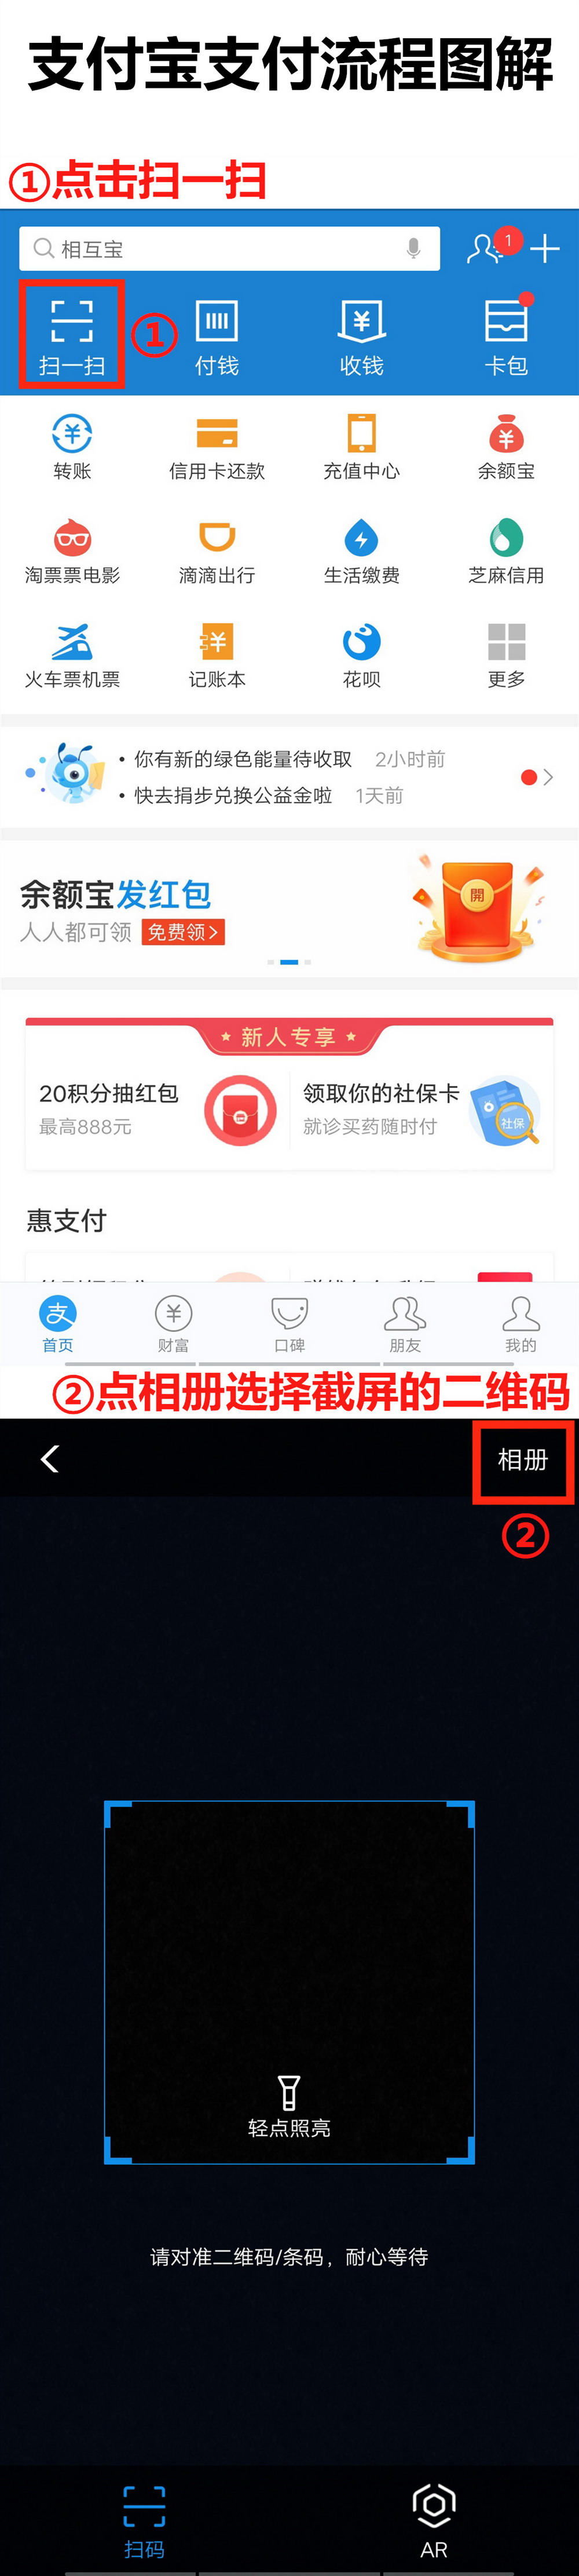 支付宝支付流程图解
①点击扫一扫
相互宝
1
扫一扫
①
付钱
收钱
卡包
转账
信用卡还款
充值中心
余额宝
淘票票电影
滴滴出行
生活缴费
芝麻信用
火车票机票
记账本
花呗
更多
• 你有新的绿色能量待收取 2小时前
• 快去捐步兑换公益金啦 1天前
余额宝发红包
人人都可领 免费领>
開
新人专享
20积分抽红包
最高888元
领取你的社保卡
就诊买药随时付
社保
惠支付
支
首页
财富
口碑
朋友
我的
②点相册选择截屏的二维码
相册
②
轻点照亮
请对准二维码/条码，耐心等待
扫码
AR